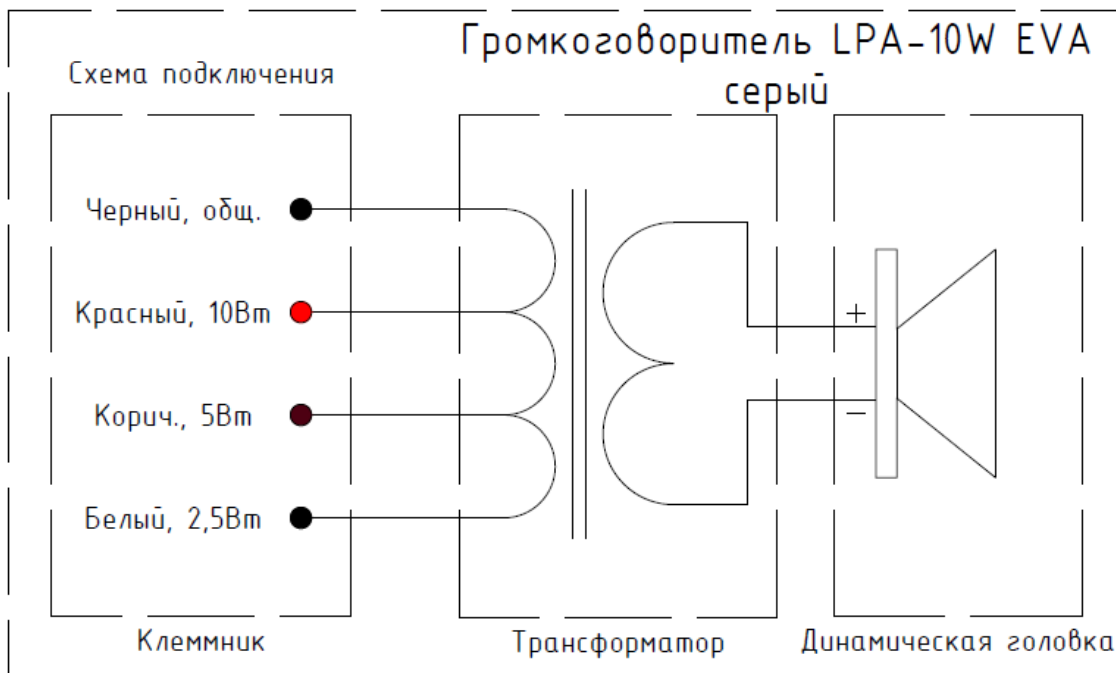 Громкоговоритель LPA-10W EVA
серый
Схема подключения
Черный, общ.
Красный, 10Вт
Корич., 5Вт
Белый, 2,5Вт
+
−
Клеммник
Трансформатор
Динамическая головка